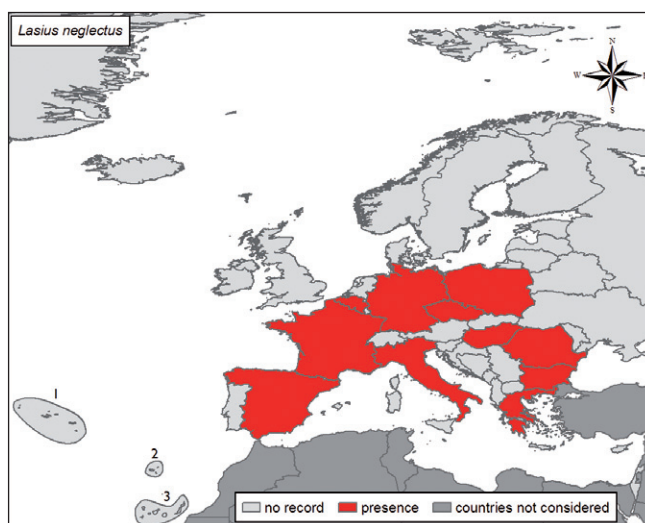 Lasius neglectus
N
W
E
S
1
2
3
no record
presence
countries not considered